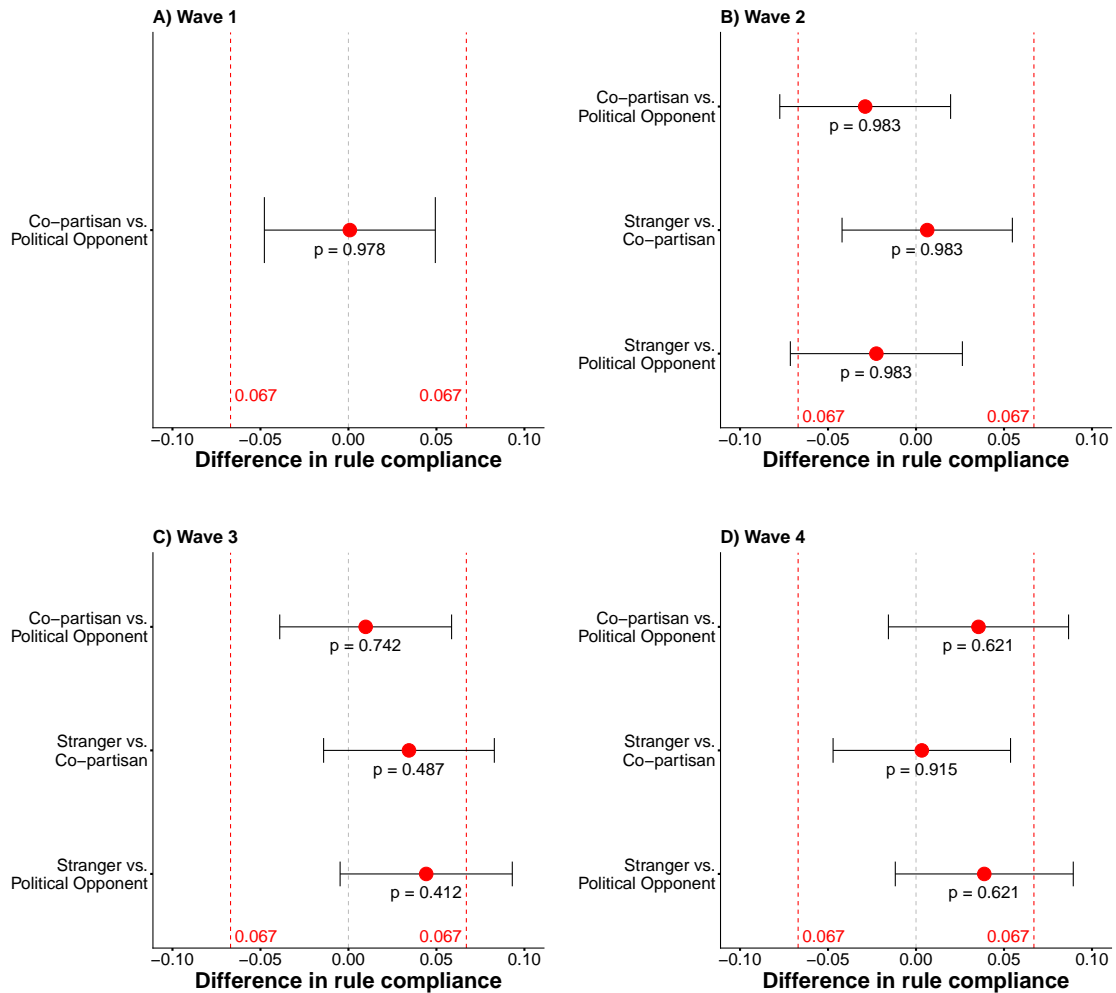 A) Wave 1
Co−partisan vs.
Political Opponent
p = 0.978
0.067
0.067
−0.10
−0.05
0.00
0.05
0.10
Difference in rule compliance
B) Wave 2
Co−partisan vs.
Political Opponent
p = 0.983
Stranger vs.
Co−partisan
p = 0.983
Stranger vs.
Political Opponent
p = 0.983
0.067
0.067
−0.10
−0.05
0.00
0.05
0.10
Difference in rule compliance
C) Wave 3
Co−partisan vs.
Political Opponent
p = 0.742
Stranger vs.
Co−partisan
p = 0.487
Stranger vs.
Political Opponent
p = 0.412
0.067
0.067
−0.10
−0.05
0.00
0.05
0.10
Difference in rule compliance
D) Wave 4
Co−partisan vs.
Political Opponent
p = 0.621
Stranger vs.
Co−partisan
p = 0.915
Stranger vs.
Political Opponent
p = 0.621
0.067
0.067
−0.10
−0.05
0.00
0.05
0.10
Difference in rule compliance